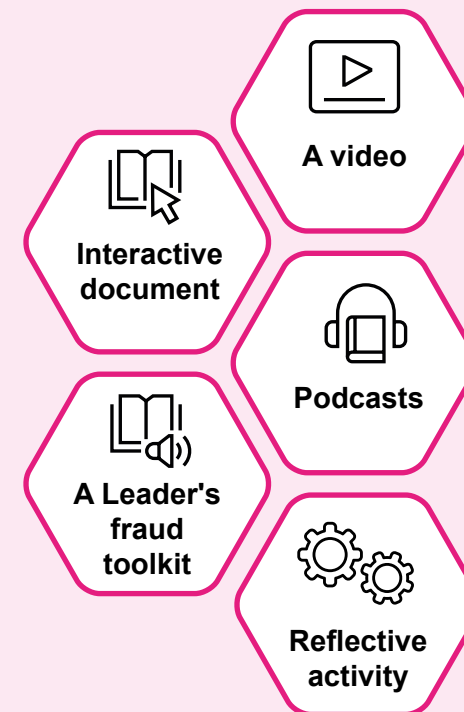 A video
Interactive
document
Podcasts
A Leader's
fraud
toolkit
Reflective
activity